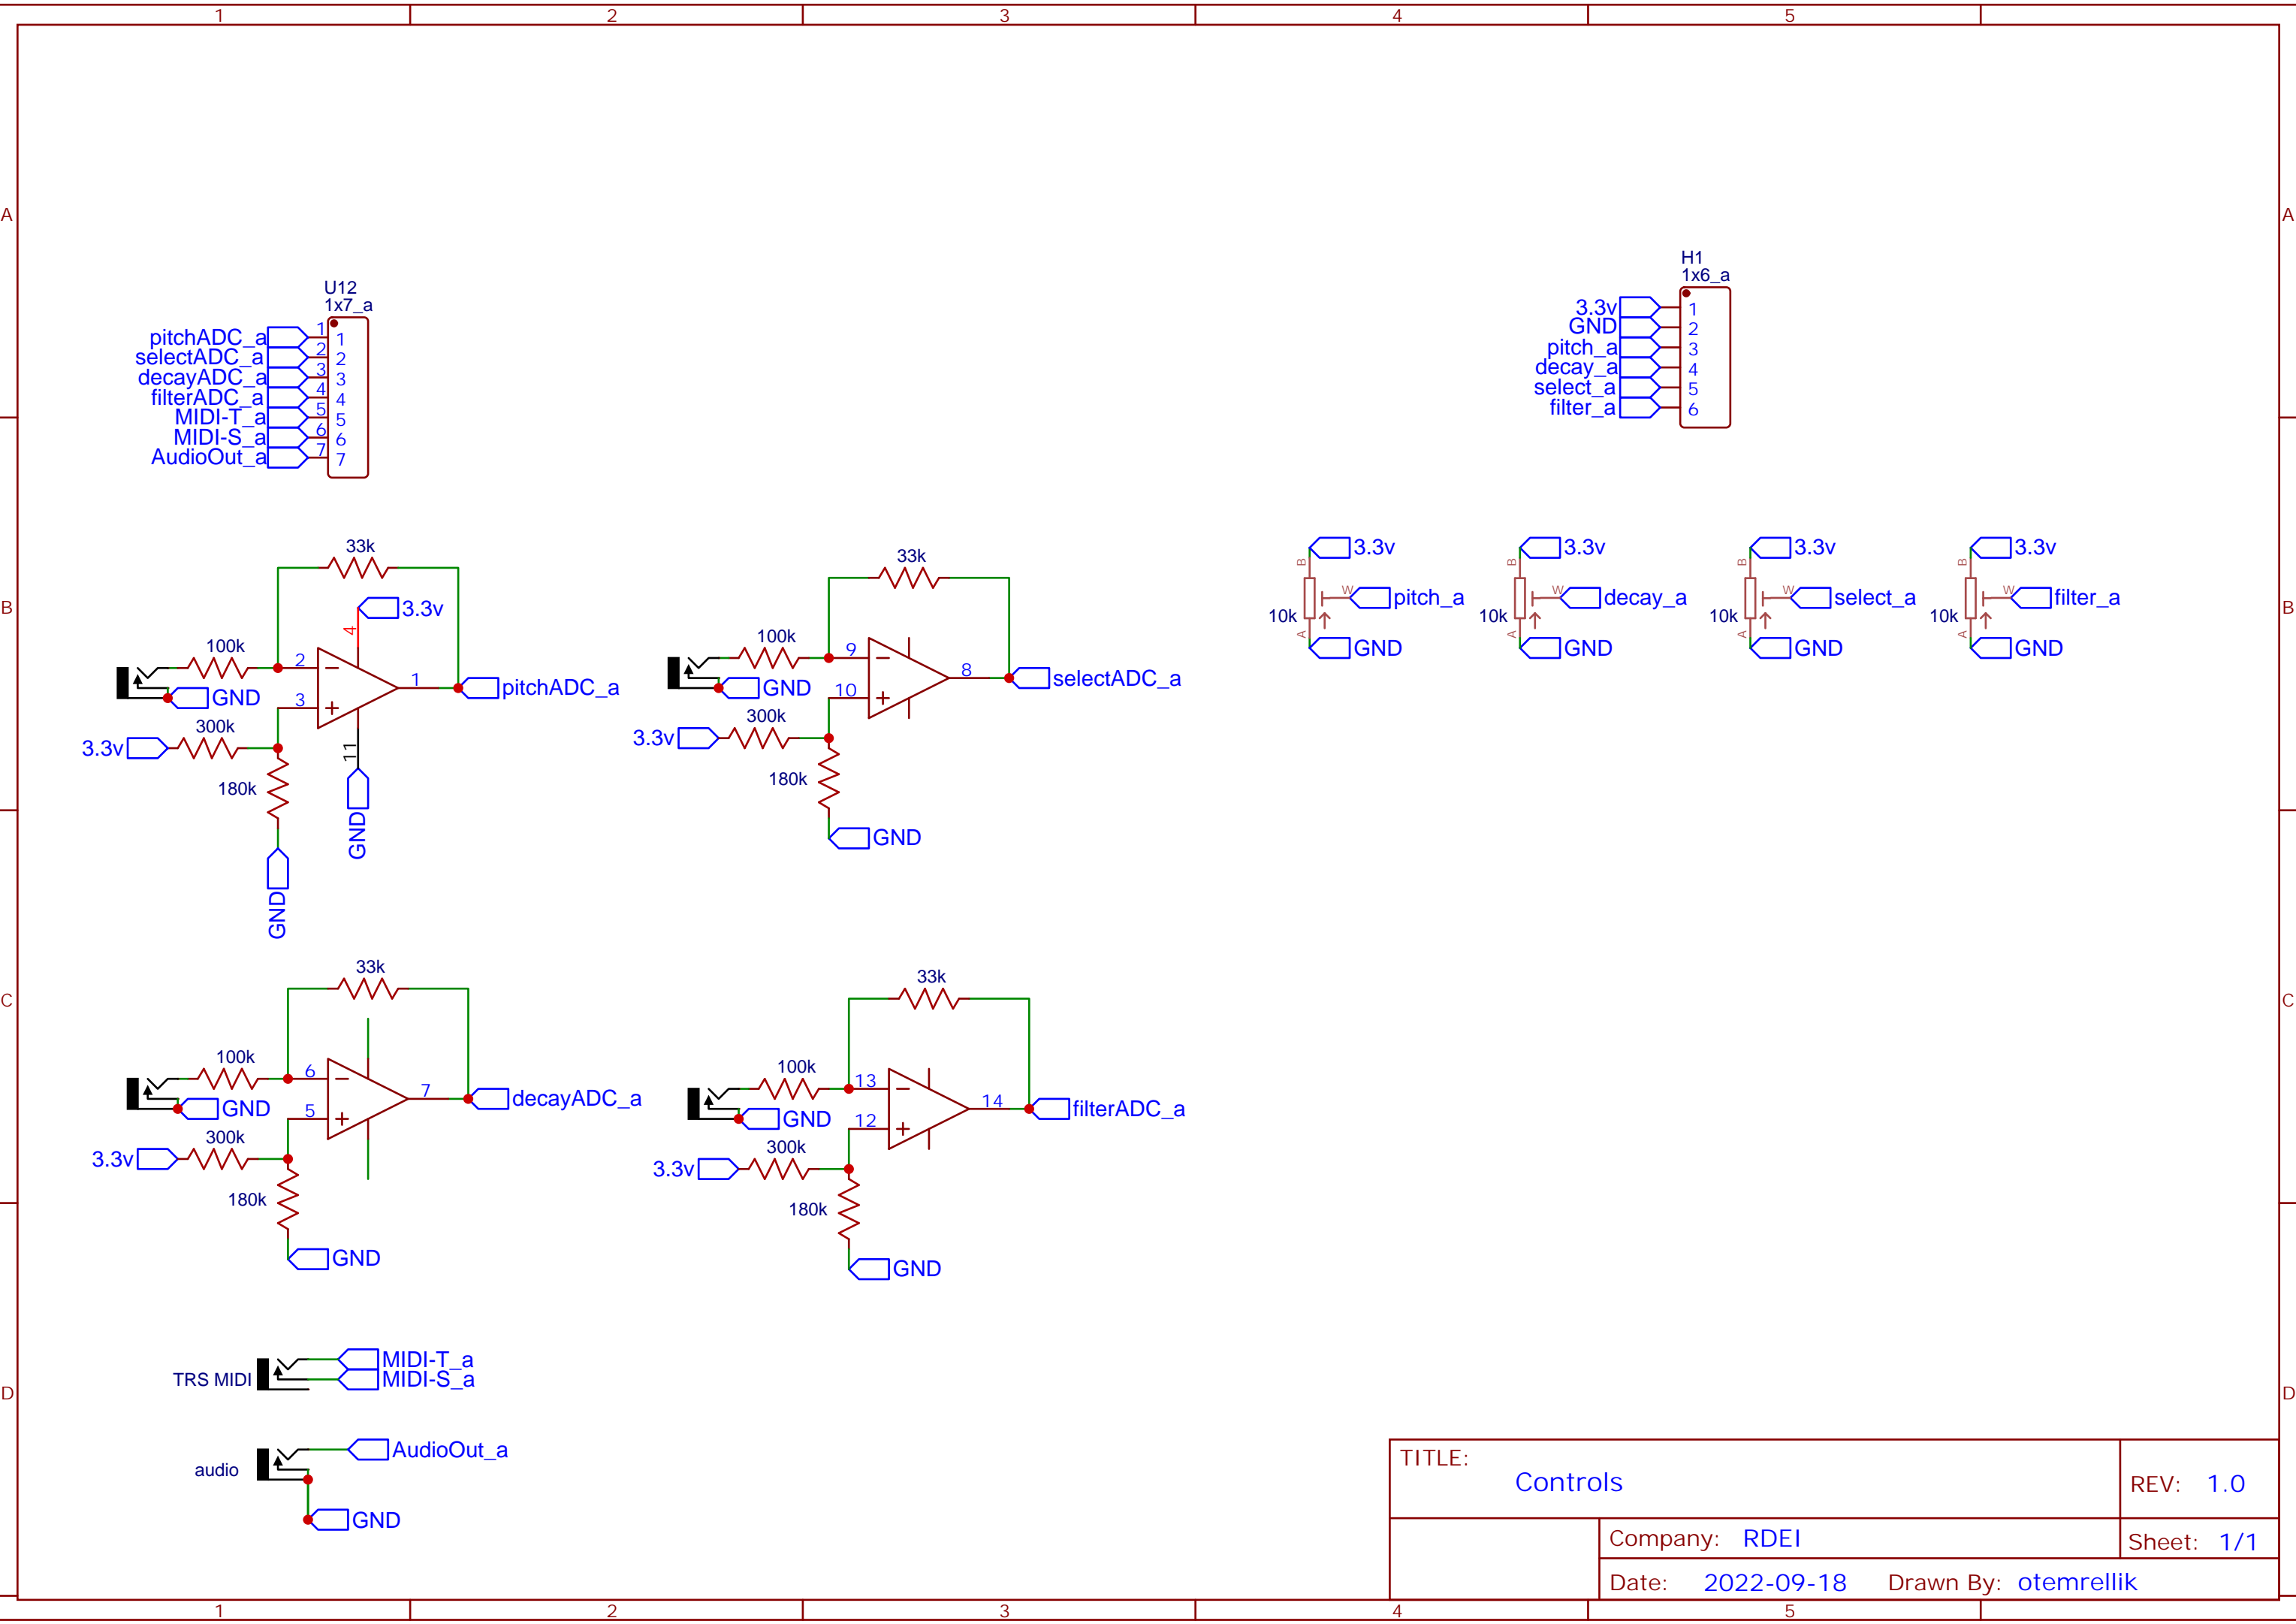 1 2 3 4 5
A A
U12
1x7_a
pitchADC_a 1 1
selectADC_a 2 2
decayADC_a 3 3
filterADC_a 4 4
MIDI-T_a 5 5
MIDI-S_a 6 6
AudioOut_a 7 7
H1
1x6_a
3.3v 1
GND 2
pitch_a 3
decay_a 4
select_a 5
filter_a 6
B B
33k
3.3v
4
100k
2
3
1
pitchADC_a
GND
300k
3.3v
11
180k
GND
GND
33k
100k
9
10
8
selectADC_a
GND
300k
3.3v
180k
GND
3.3v
B
W
pitch_a
10k
A
GND
3.3v
B
W
decay_a
10k
A
GND
3.3v
B
W
select_a
10k
A
GND
3.3v
B
W
filter_a
10k
A
GND
C C
33k
100k
6
5
7
decayADC_a
GND
300k
3.3v
180k
GND
33k
100k
13
12
14
filterADC_a
GND
300k
3.3v
180k
GND
D D
TRS MIDI
MIDI-T_a
MIDI-S_a
audio
AudioOut_a
GND
TITLE:
Controls
REV: 1.0
Company: RDEI
Sheet: 1/1
Date: 2022-09-18 Drawn By: otemrellik
1 2 3 4 5